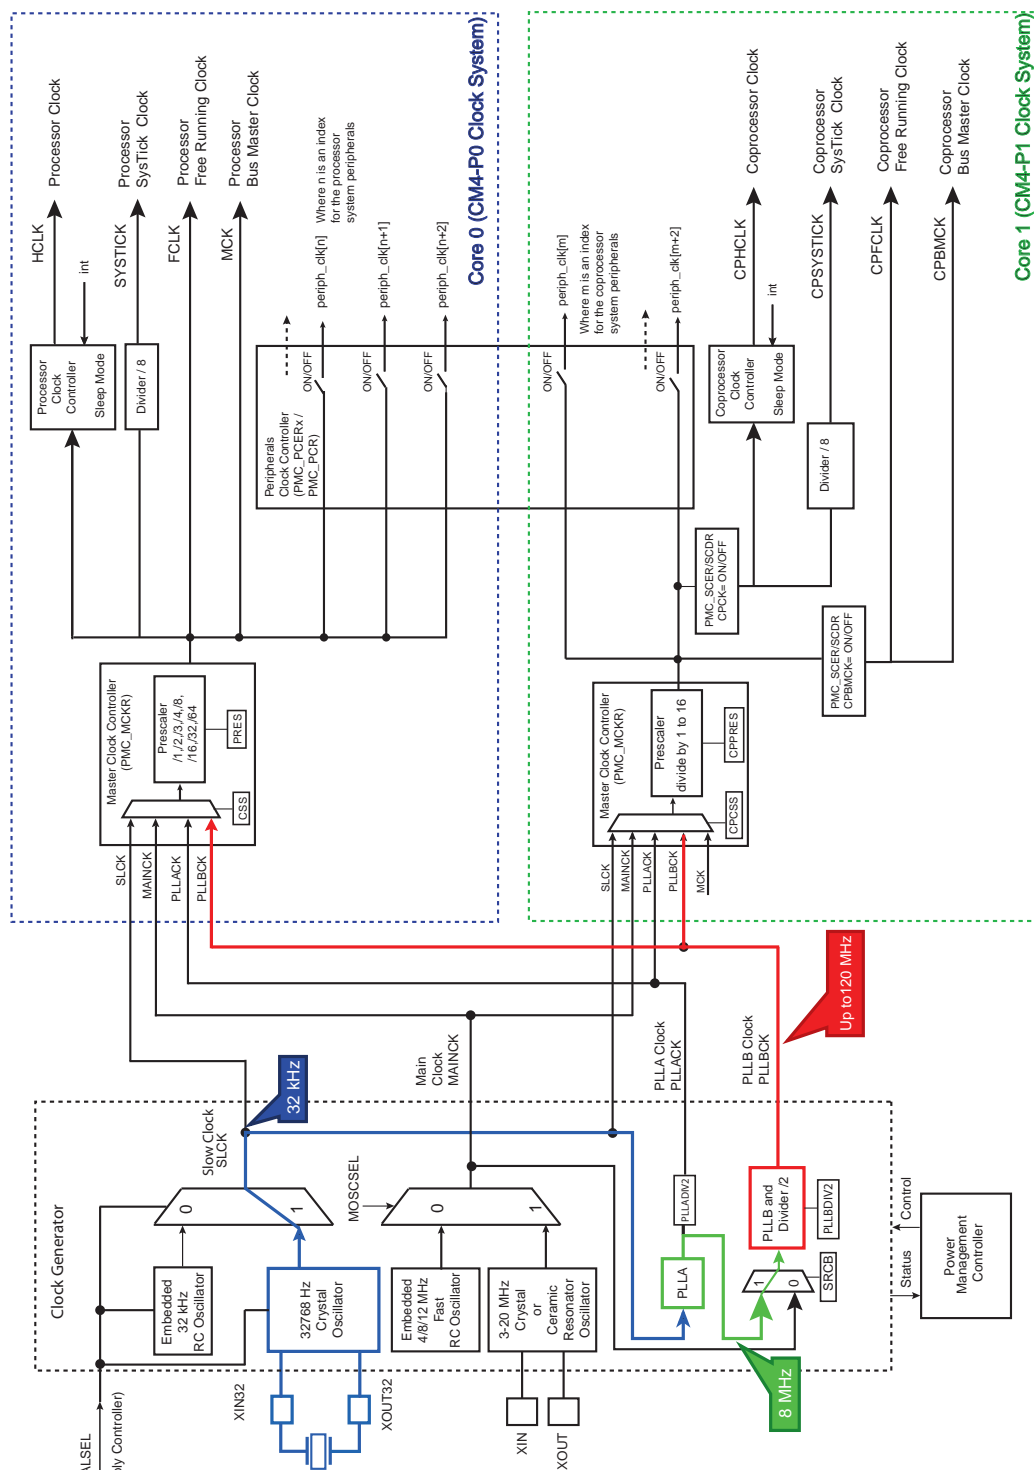 Core 0 (CM4-P0 Clock System)
HCLK
Processor Clock
int
SYSTICK
Processor
SysTick Clock
FCLK
Processor
Free Running Clock
MCK
Processor
Bus Master Clock
Processor
Clock
Controller
Sleep Mode
Divider / 8
Peripherals
Clock Controller
(PMC_PCERx /
PMC_PCR)
ON/OFF
periph_clk[n]
Where n is an index
for the processor
system peripherals
ON/OFF
periph_clk[n+1]
ON/OFF
periph_clk[n+2]
Master Clock Controller
(PMC_MCKR)
Prescaler
/1,/2,/3,/4,/8,
/16,/32,/64
PRES
CSS
SLCK
MAINCK
PLLACK
PLLBCK
Core 1 (CM4-P1 Clock System)
ON/OFF
periph_clk[m]
Where m is an index
for the coprocessor
system peripherals
ON/OFF
periph_clk[m+2]
CPHCLK
Coprocessor Clock
int
Coprocessor
Clock
Controller
Sleep Mode
CPSYSTICK
Coprocessor
SysTick Clock
Divider / 8
CPFCLK
Coprocessor
Free Running Clock
CPBMCK
Coprocessor
Bus Master Clock
PMC_SCER/SCDR
CPCK= ON/OFF
PMC_SCER/SCDR
CPBMCK= ON/OFF
Master Clock Controller
(PMC_MCKR)
Prescaler
divide by 1 to 16
CPPRES
CPCSS
SLCK
MAINCK
PLLACK
PLLBCK
MCK
Clock Generator
ALSEL
ply Controller)
Embedded
32 kHz
RC Oscillator
0
1
Slow Clock
SLCK
32 kHz
XIN32
XOUT32
32768 Hz
Crystal
Oscillator
MOSCSEL
Embedded
4/8/12 MHz
Fast
RC Oscillator
0
1
3-20 MHz
Crystal
or
Ceramic
Resonator
Oscillator
XIN
XOUT
Main
Clock
MAINCK
PLLA
PLLADIV2
PLLA Clock
PLLACK
8 MHz
1
0
SRCB
PLLB and
Divider /2
PLLBDIV2
PLLB Clock
PLLBCK
Up to120 MHz
Status
Control
Power
Management
Controller